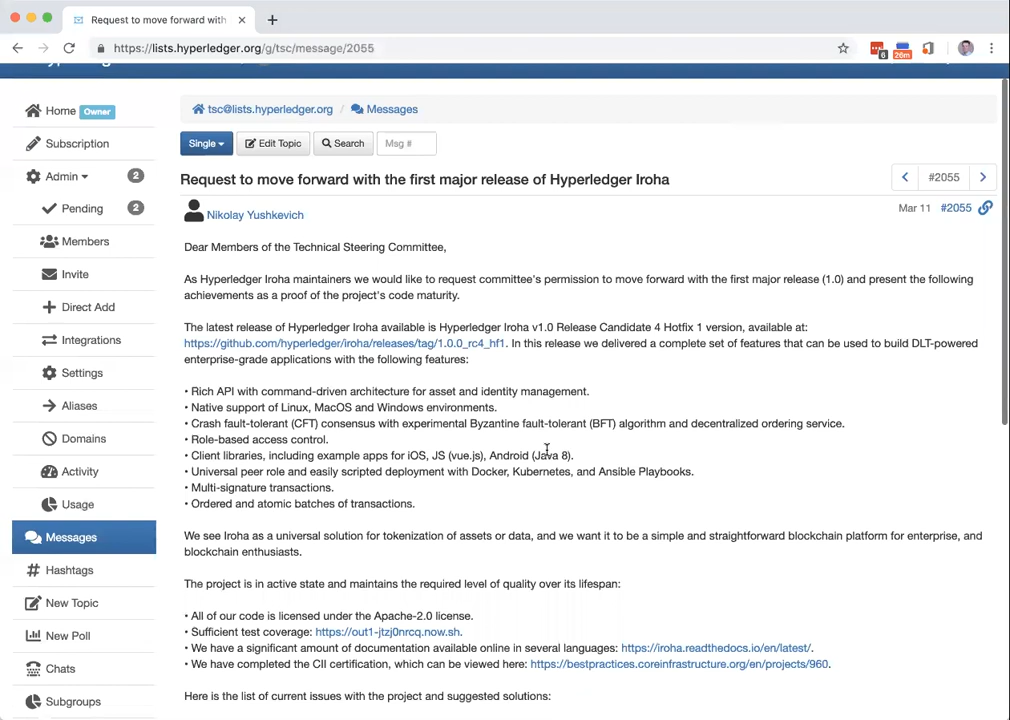 Request to move forward with
https://lists.hyperledger.org/g/tsc/message/2055
6
26m
Home Owner
Subscription
Admin 2
Pending 2
Members
Invite
Direct Add
Integrations
Settings
Aliases
Domains
Activity
Usage
Messages
Hashtags
New Topic
New Poll
Chats
Subgroups
tsc@lists.hyperledger.org / Messages
Single Edit Topic Search Msg #
Request to move forward with the first major release of Hyperledger Iroha
#2055
Nikolay Yushkevich
Mar 11 #2055
Dear Members of the Technical Steering Committee,
As Hyperledger Iroha maintainers we would like to request committee's permission to move forward with the first major release (1.0) and present the following
achievements as a proof of the project's code maturity.
The latest release of Hyperledger Iroha available is Hyperledger Iroha v1.0 Release Candidate 4 Hotfix 1 version, available at:
https://github.com/hyperledger/iroha/releases/tag/1.0.0_rc4_hf1. In this release we delivered a complete set of features that can be used to build DLT-powered
enterprise-grade applications with the following features:
• Rich API with command-driven architecture for asset and identity management.
• Native support of Linux, MacOS and Windows environments.
• Crash fault-tolerant (CFT) consensus with experimental Byzantine fault-tolerant (BFT) algorithm and decentralized ordering service.
• Role-based access control.
• Client libraries, including example apps for iOS, JS (vue.js), Android (Java 8).
• Universal peer role and easily scripted deployment with Docker, Kubernetes, and Ansible Playbooks.
• Multi-signature transactions.
• Ordered and atomic batches of transactions.
We see Iroha as a universal solution for tokenization of assets or data, and we want it to be a simple and straightforward blockchain platform for enterprise, and
blockchain enthusiasts.
The project is in active state and maintains the required level of quality over its lifespan:
• All of our code is licensed under the Apache-2.0 license.
• Sufficient test coverage: https://out1-jtzj0nrcq.now.sh.
• We have a significant amount of documentation available online in several languages: https://iroha.readthedocs.io/en/latest/.
• We have completed the CII certification, which can be viewed here: https://bestpractices.coreinfrastructure.org/en/projects/960.
Here is the list of current issues with the project and suggested solutions: